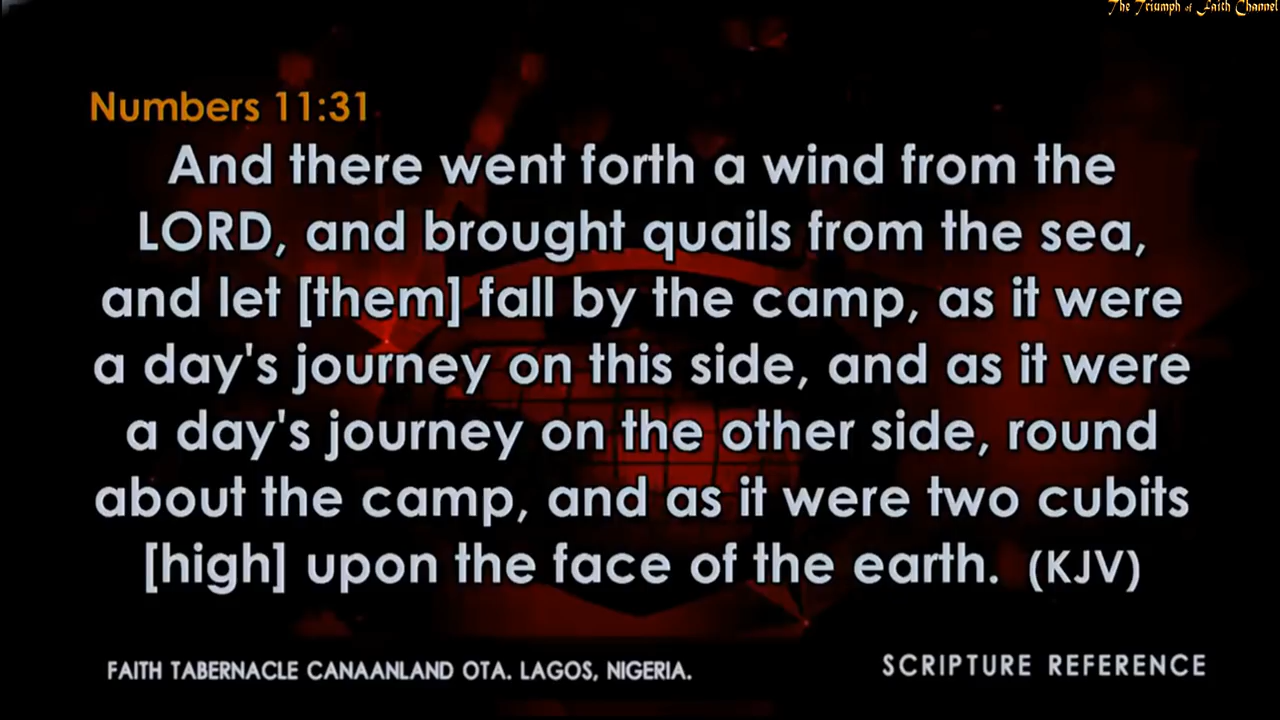 The Triumph of Faith Channel
Numbers 11:31
And there went forth a wind from the
LORD, and brought quails from the sea,
and let [them] fall by the camp, as it were
a day's journey on this side, and as it were
a day's journey on the other side, round
about the camp, and as it were two cubits
[high] upon the face of the earth. (KJV)
FAITH TABERNACLE CANAANLAND OTA. LAGOS, NIGERIA.
SCRIPTURE REFERENCE